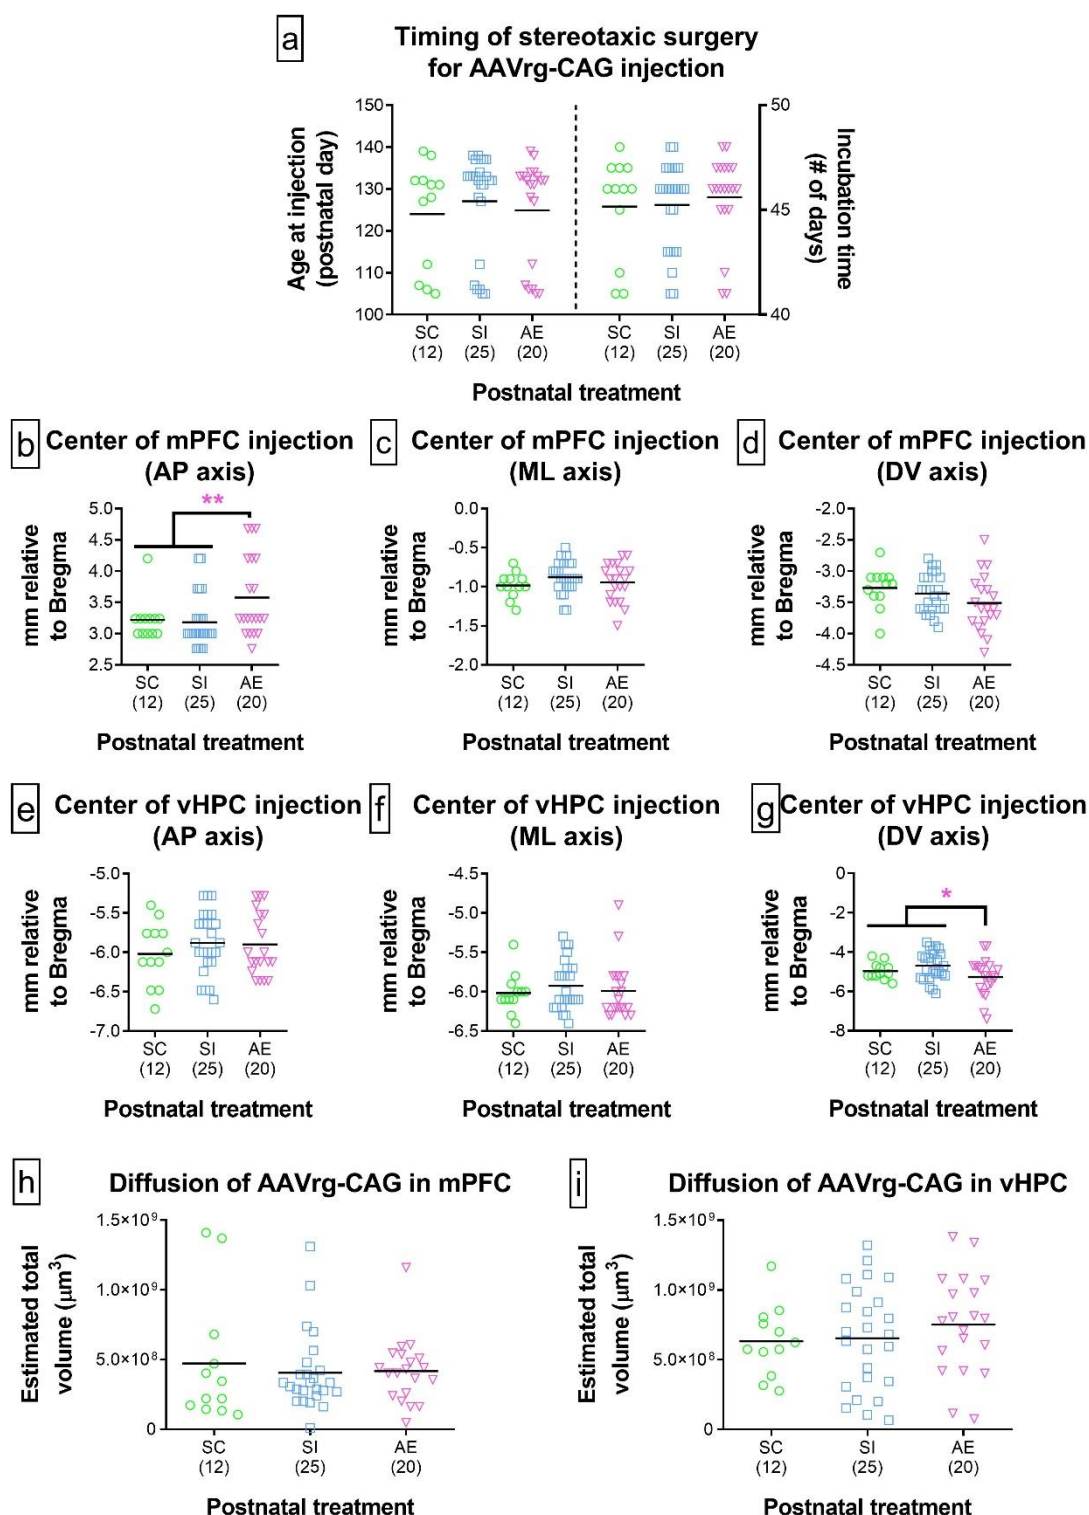 a
Timing of stereotaxic surgery
for AAVrg-CAG injection
Age at injection
(postnatal day)
150
140
130
120
110
100
50
45
40
Incubation time
(# of days)
SC SI AE SC SI AE
(12) (25) (20) (12) (25) (20)
Postnatal treatment
b
Center of mPFC injection
(AP axis)
**
mm relative
to Bregma
5.0
4.5
4.0
3.5
3.0
2.5
SC SI AE
(12) (25) (20)
Postnatal treatment
c
Center of mPFC injection
(ML axis)
mm relative
to Bregma
0.0
-0.5
-1.0
-1.5
-2.0
SC SI AE
(12) (25) (20)
Postnatal treatment
d
Center of mPFC injection
(DV axis)
mm relative
to Bregma
-2.0
-2.5
-3.0
-3.5
-4.0
-4.5
SC SI AE
(12) (25) (20)
Postnatal treatment
e
Center of vHPC injection
(AP axis)
mm relative
to Bregma
-5.0
-5.5
-6.0
-6.5
-7.0
SC SI AE
(12) (25) (20)
Postnatal treatment
f
Center of vHPC injection
(ML axis)
mm relative
to Bregma
-4.5
-5.0
-5.5
-6.0
-6.5
SC SI AE
(12) (25) (20)
Postnatal treatment
g
Center of vHPC injection
(DV axis)
*
mm relative
to Bregma
0
-2
-4
-6
-8
SC SI AE
(12) (25) (20)
Postnatal treatment
h
Diffusion of AAVrg-CAG in mPFC
Estimated total
volume (μm³)
1.5×10⁹
1.0×10⁹
5.0×10⁸
0
SC SI AE
(12) (25) (20)
Postnatal treatment
i
Diffusion of AAVrg-CAG in vHPC
Estimated total
volume (μm³)
1.5×10⁹
1.0×10⁹
5.0×10⁸
0
SC SI AE
(12) (25) (20)
Postnatal treatment